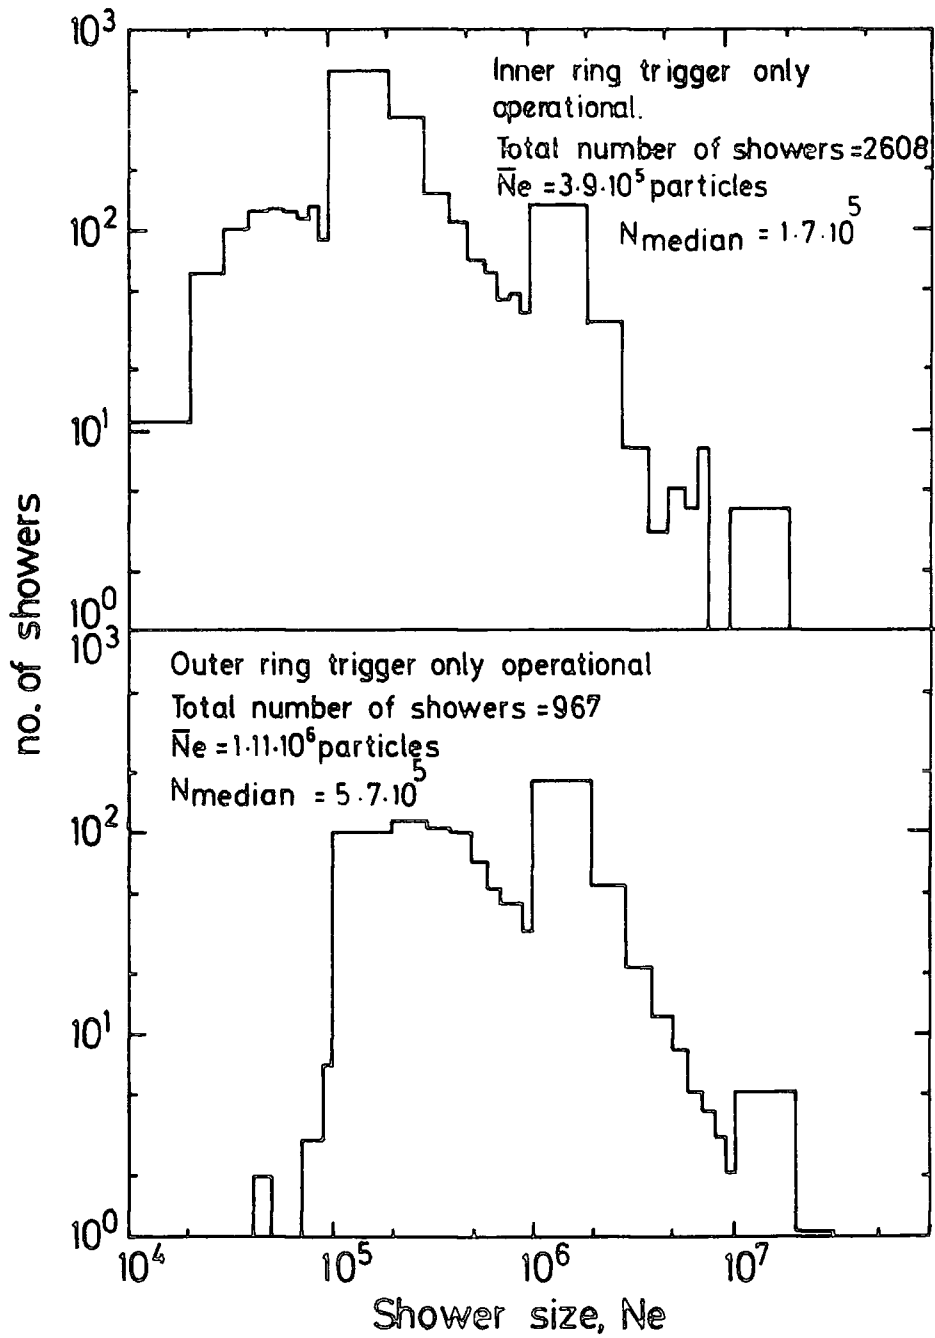 10³
Inner ring trigger only
operational.
Total number of showers =2608
N̄e =3·9·10⁵ particles
Nmedian = 1·7·10⁵
10²
10¹
10⁰
no. of showers
10³
Outer ring trigger only operational
Total number of showers =967
N̄e =1·11·10⁶ particles
Nmedian = 5·7·10⁵
10²
10¹
10⁰
10⁴ 10⁵ 10⁶ 10⁷
Shower size, Ne